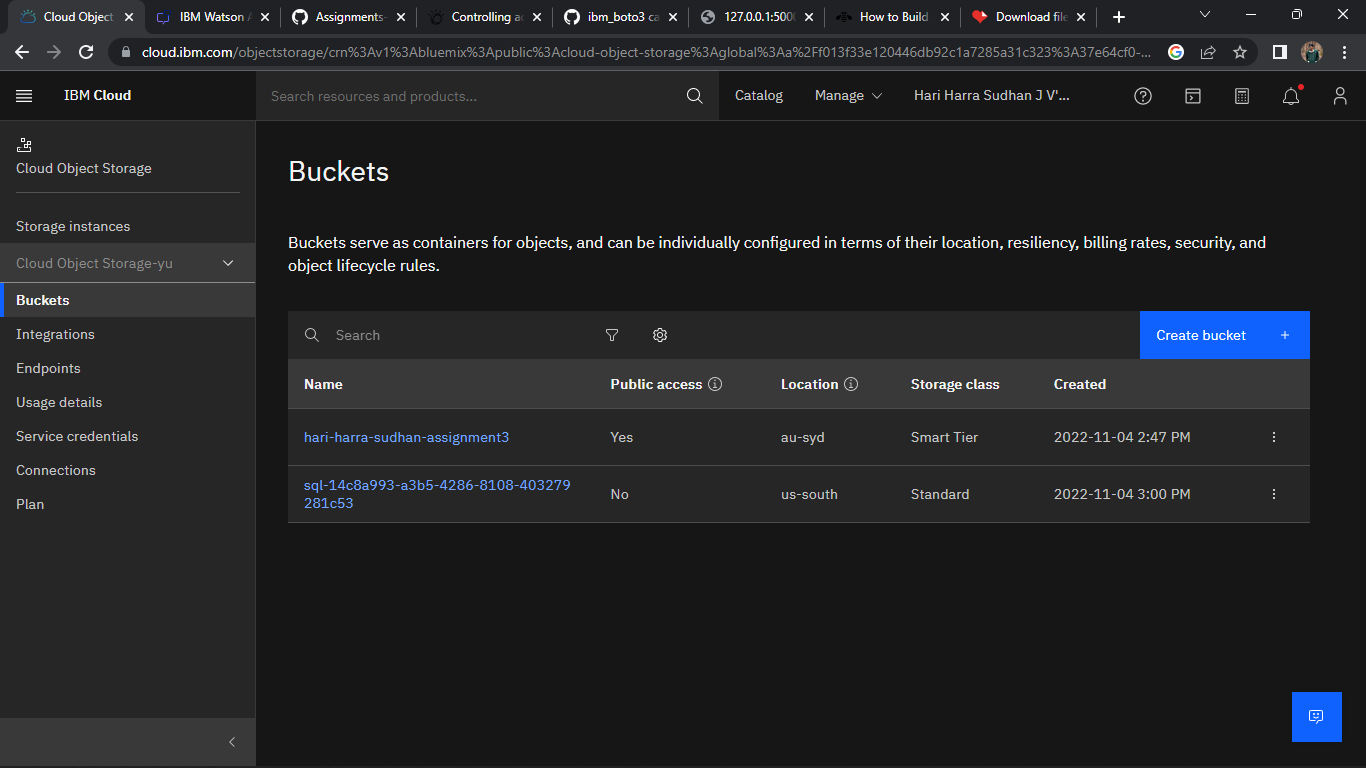 Cloud Object
IBM Watson A
Assignments-
Controlling ac
ibm_boto3 ca
127.0.0.1:5000
How to Build
Download file
cloud.ibm.com/objectstorage/crn%3Av1%3Abluemix%3Apublic%3Acloud-object-storage%3Aglobal%3Aa%2Ff013f33e120446db92c1a7285a31c323%3A37e64cf0-...
IBM Cloud
Search resources and products...
Catalog
Manage
Hari Harra Sudhan J V'...
Cloud Object Storage
Storage instances
Cloud Object Storage-yu
Buckets
Integrations
Endpoints
Usage details
Service credentials
Connections
Plan
Buckets
Buckets serve as containers for objects, and can be individually configured in terms of their location, resiliency, billing rates, security, and
object lifecycle rules.
Search
Create bucket +
Name Public access Location Storage class Created
hari-harra-sudhan-assignment3 Yes au-syd Smart Tier 2022-11-04 2:47 PM
sql-14c8a993-a3b5-4286-8108-403279
281c53 No us-south Standard 2022-11-04 3:00 PM